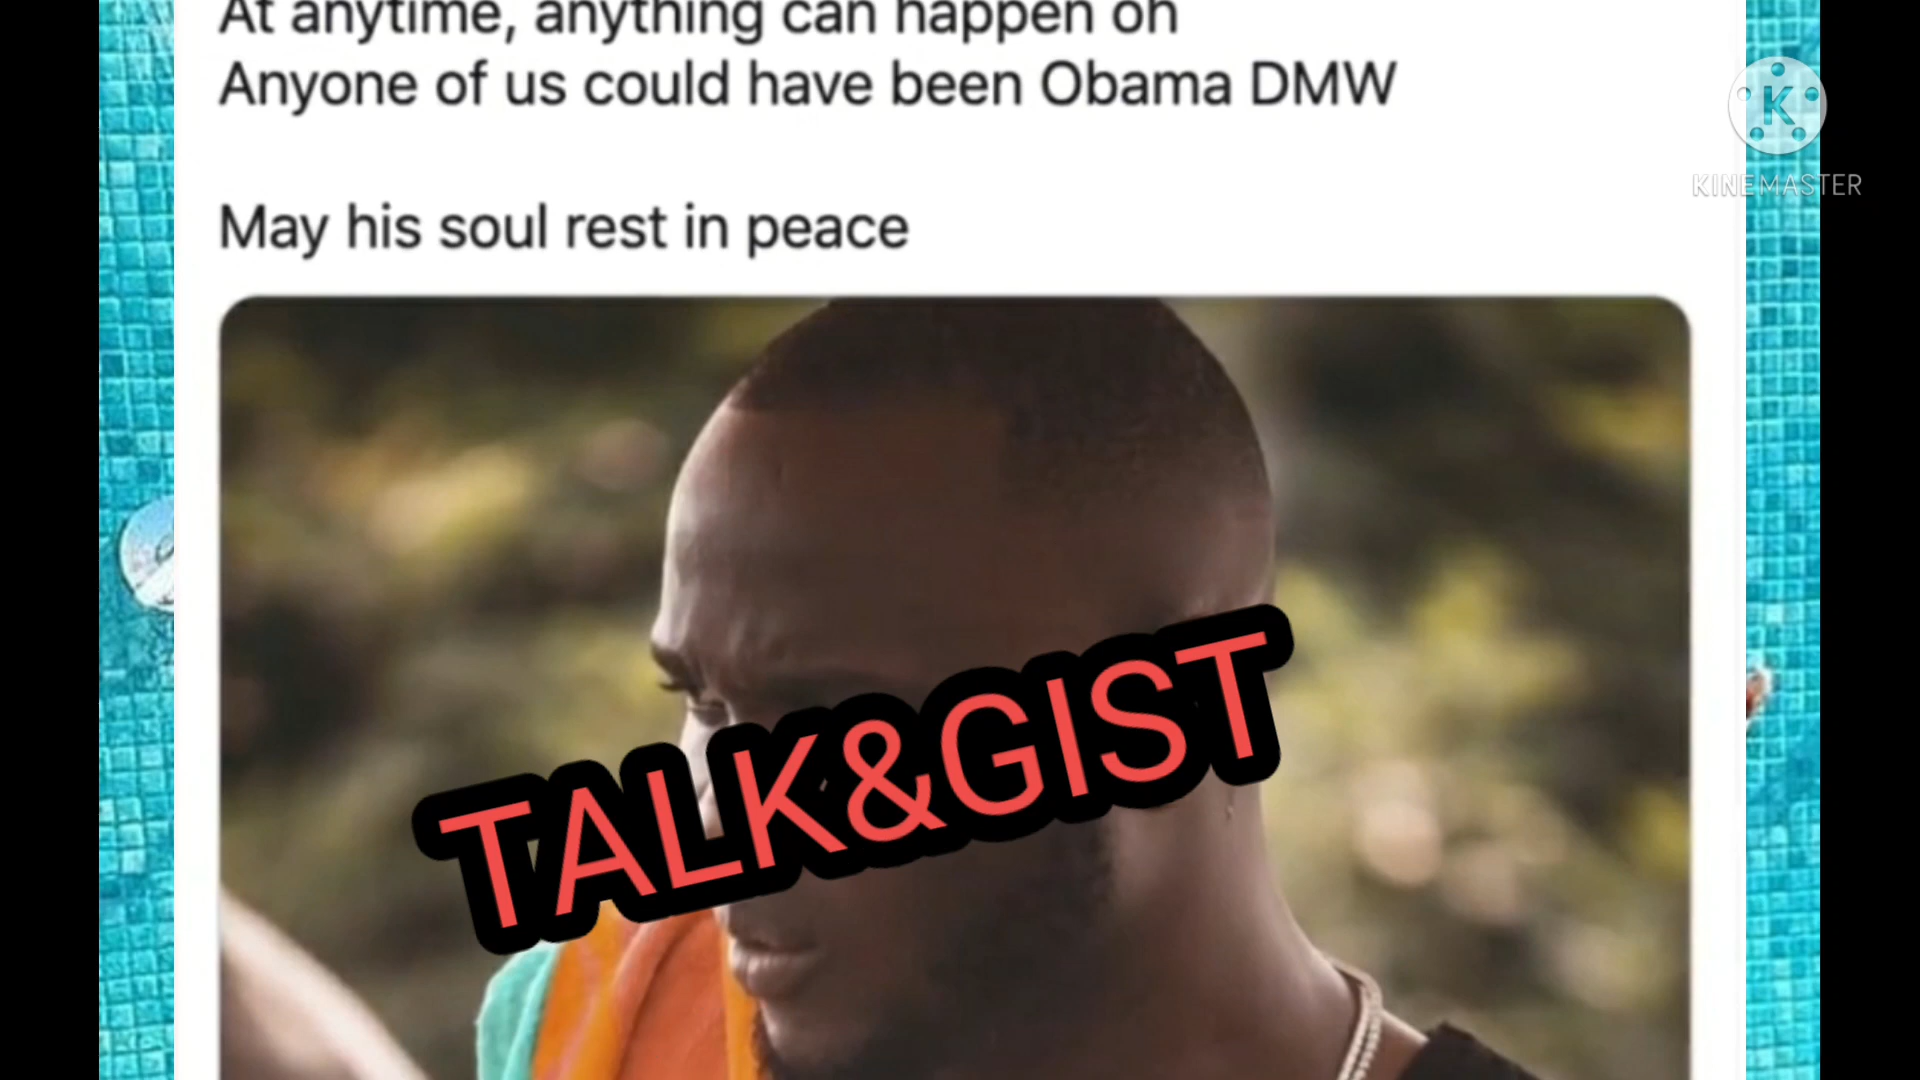 At anytime, anything can happen oh
Anyone of us could have been Obama DMW
May his soul rest in peace
K
KINEMASTER
TALK&GIST